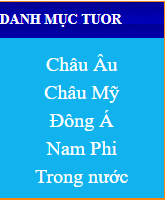 DANH MỤC TUOR
Châu Âu
Châu Mỹ
Đông Á
Nam Phi
Trong nước